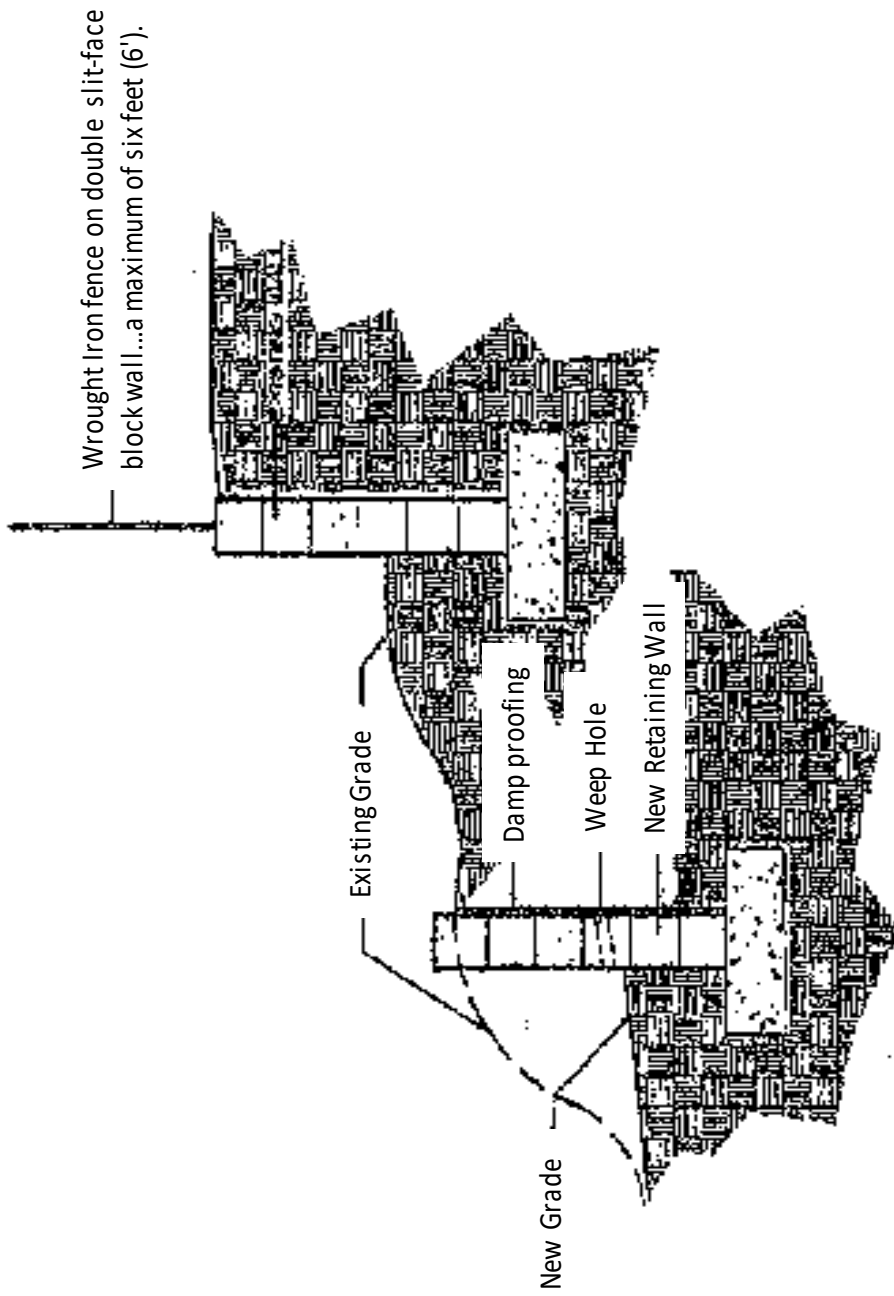 Wrought Iron fence on double slit-face
block wall...a maximum of six feet (6').
EXISTING
Existing Grade
Damp proofing
Weep Hole
New Retaining Wall
New Grade